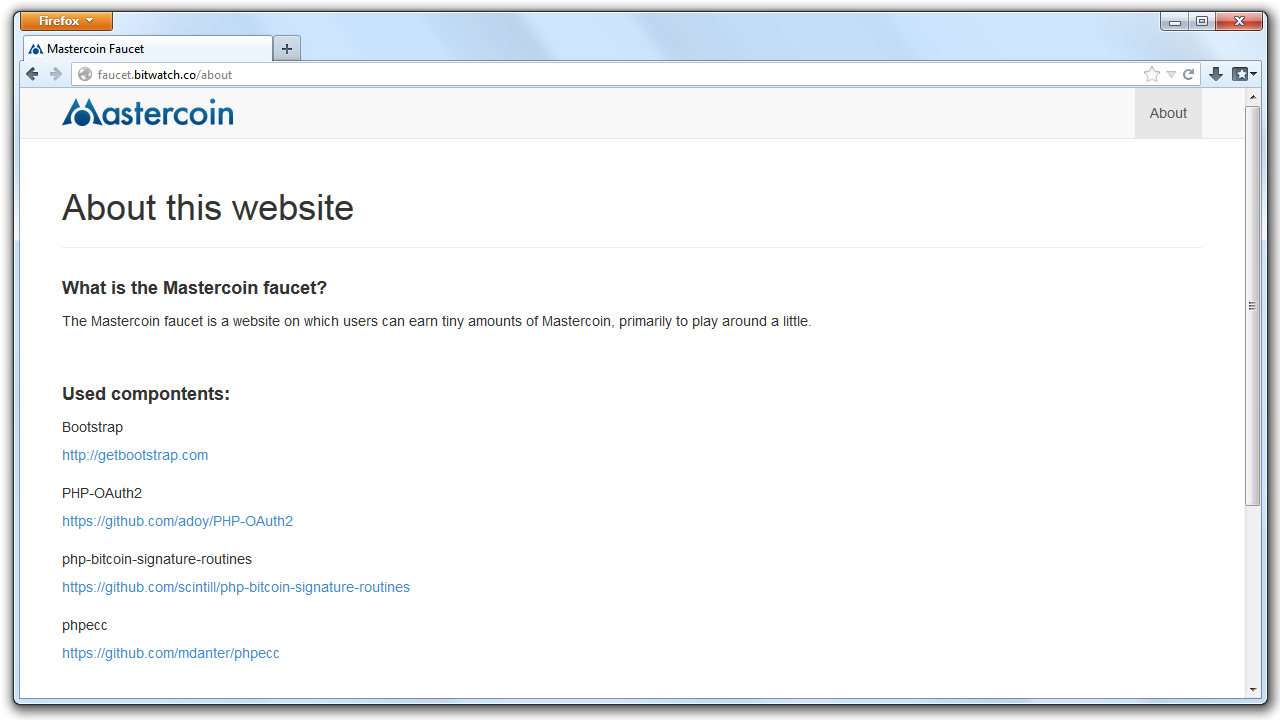 Firefox
Mastercoin Faucet
faucet.bitwatch.co/about
Mastercoin
About
About this website
What is the Mastercoin faucet?
The Mastercoin faucet is a website on which users can earn tiny amounts of Mastercoin, primarily to play around a little.
Used compontents:
Bootstrap
http://getbootstrap.com
PHP-OAuth2
https://github.com/adoy/PHP-OAuth2
php-bitcoin-signature-routines
https://github.com/scintill/php-bitcoin-signature-routines
phpecc
https://github.com/mdanter/phpecc